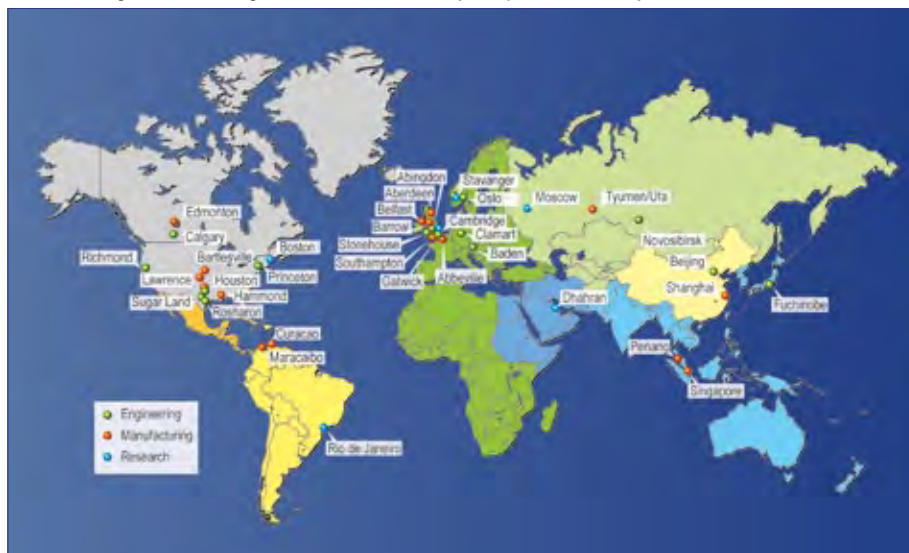 Abingdon
Stavanger
Aberdeen
Oslo
Moscow
Tyumen/Ufa
Belfast
Edmonton
Cambridge
Barrow
Clamart
Calgary
Stonehouse
Novosibirsk
Boston
Richmond
Bartlesville
Southampton
Baden
Beijing
Princeton
Lawrence
Houston
Gatwick
Abbeville
Dhahran
Shanghai
Sugar Land
Hammond
Fuchinobe
Rosharon
Curacao
Penang
Maracaibo
Singapore
Engineering
Manufacturing
Research
Rio de Janeiro